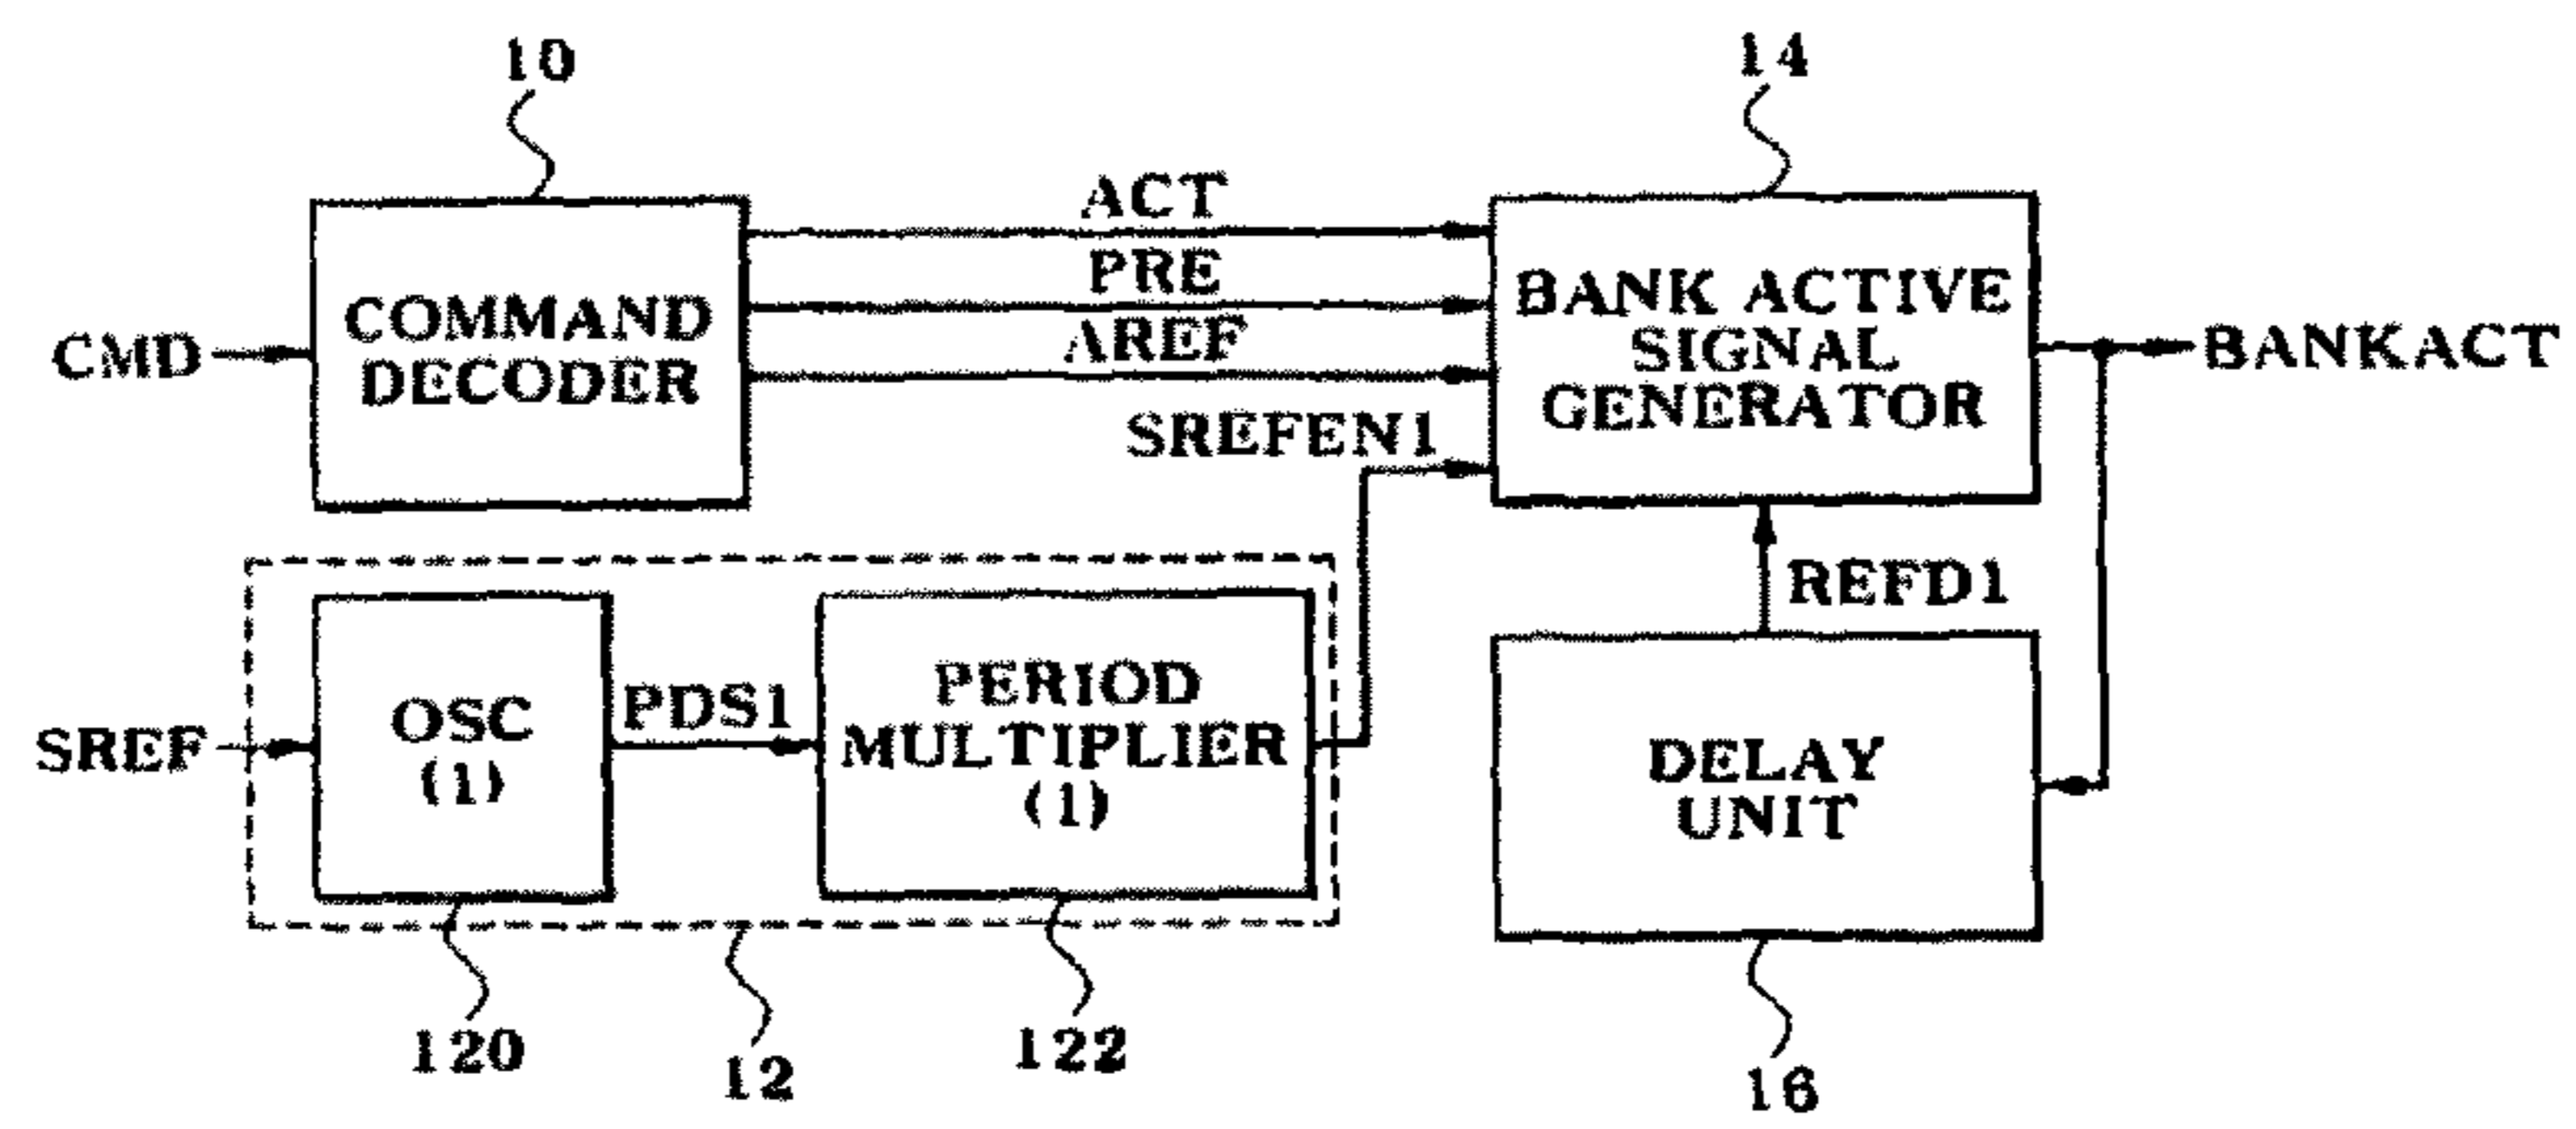 10
14
ACT
PRE
AREF
SREFEN1
CMD
COMMAND
DECODER
BANK ACTIVE
SIGNAL
GENERATOR
BANKACT
REFD1
SREF
OSC
(1)
PDS1
PERIOD
MULTIPLIER
(1)
DELAY
UNIT
120
12
122
16